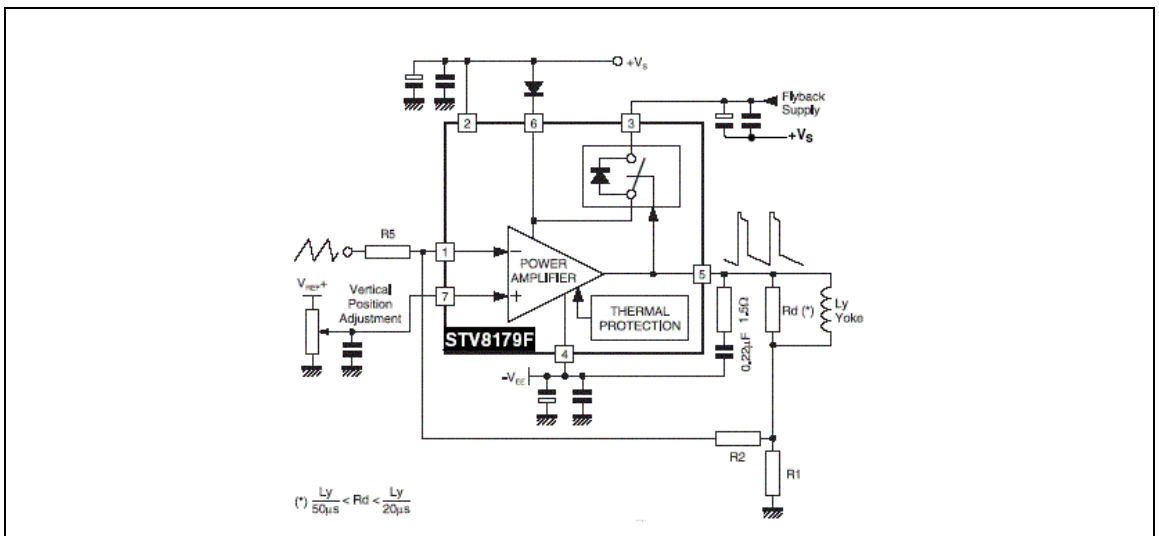 +VS
Flyback
Supply
+VS
2
6
3
R5
1
VREF+
Vertical
Position
Adjustment
7
POWER
AMPLIFIER
−
+
THERMAL
PROTECTION
5
STV8179F
4
-VEE
1.5Ω
0.22µF
Rd (*)
Ly
Yoke
R2
R1
(*) Ly/50µs < Rd < Ly/20µs